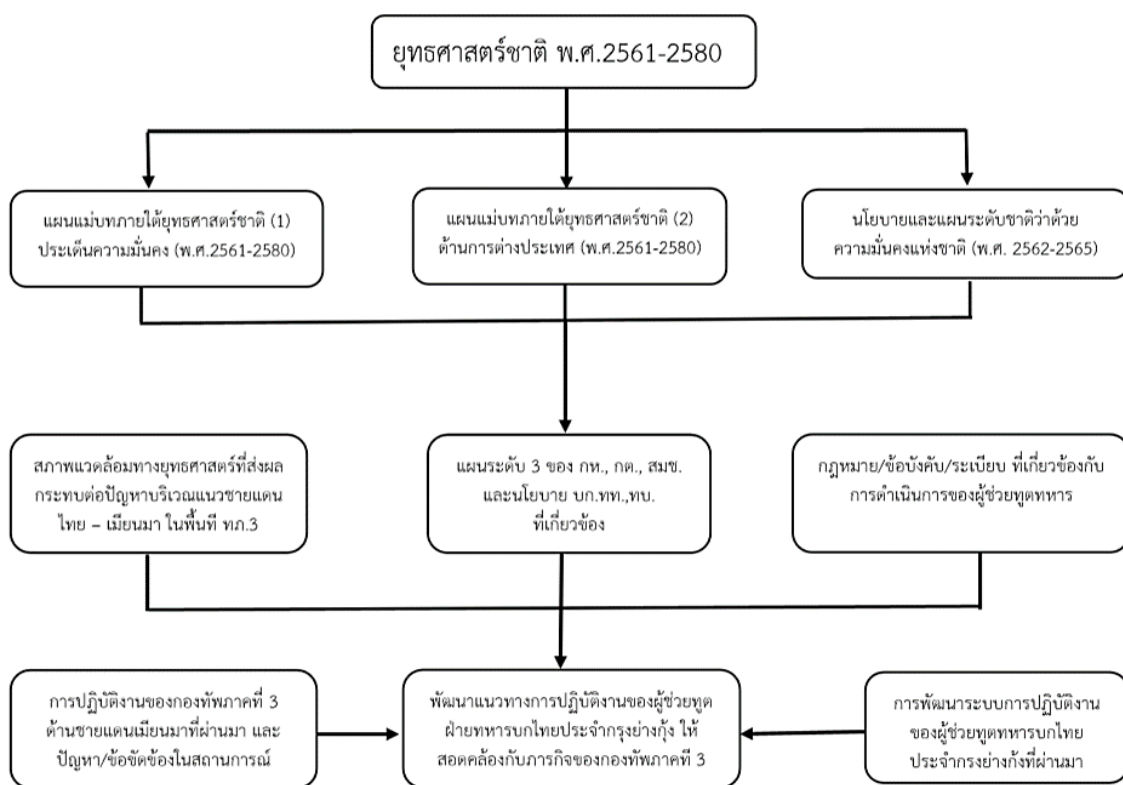 ยุทธศาสตร์ชาติ พ.ศ.2561-2580
แผนแม่บทภายใต้ยุทธศาสตร์ชาติ (1)
ประเด็นความมั่นคง (พ.ศ.2561-2580)
แผนแม่บทภายใต้ยุทธศาสตร์ชาติ (2)
ด้านการต่างประเทศ (พ.ศ.2561-2580)
นโยบายและแผนระดับชาติว่าด้วย
ความมั่นคงแห่งชาติ (พ.ศ. 2562-2565)
สภาพแวดล้อมทางยุทธศาสตร์ที่ส่งผล
กระทบต่อปัญหาบริเวณแนวชายแดน
ไทย – เมียนมา ในพื้นที่ ทภ.3
แผนระดับ 3 ของ กห., กต., สมช.
และนโยบาย บก.ทท.,ทบ.
ที่เกี่ยวข้อง
กฎหมาย/ข้อบังคับ/ระเบียบ ที่เกี่ยวข้องกับ
การดำเนินการของผู้ช่วยทูตทหาร
การปฏิบัติงานของกองทัพภาคที่ 3
ด้านชายแดนเมียนมาที่ผ่านมา และ
ปัญหา/ข้อขัดข้องในสถานการณ์
พัฒนาแนวทางการปฏิบัติงานของผู้ช่วยทูต
ฝ่ายทหารบกไทยประจำกรุงย่างกุ้ง ให้
สอดคล้องกับภารกิจของกองทัพภาคที่ 3
การพัฒนาระบบการปฏิบัติงาน
ของผู้ช่วยทูตทหารบกไทย
ประจำกรุงย่างกุ้งที่ผ่านมา